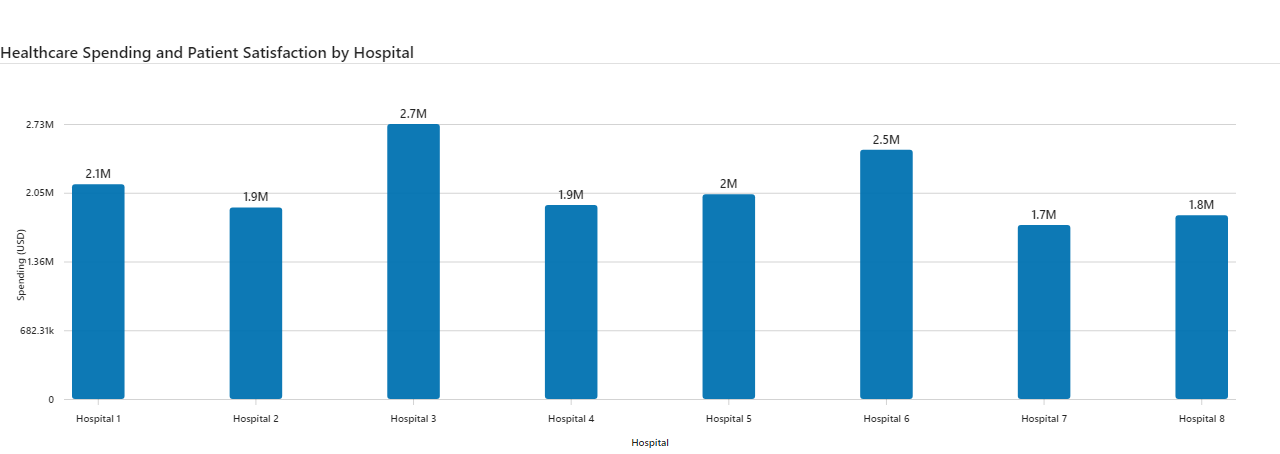 Healthcare Spending and Patient Satisfaction by Hospital
2.73M
2.05M
1.36M
682.31k
0
Spending (USD)
2.1M
1.9M
2.7M
1.9M
2M
2.5M
1.7M
1.8M
Hospital 1
Hospital 2
Hospital 3
Hospital 4
Hospital 5
Hospital 6
Hospital 7
Hospital 8
Hospital